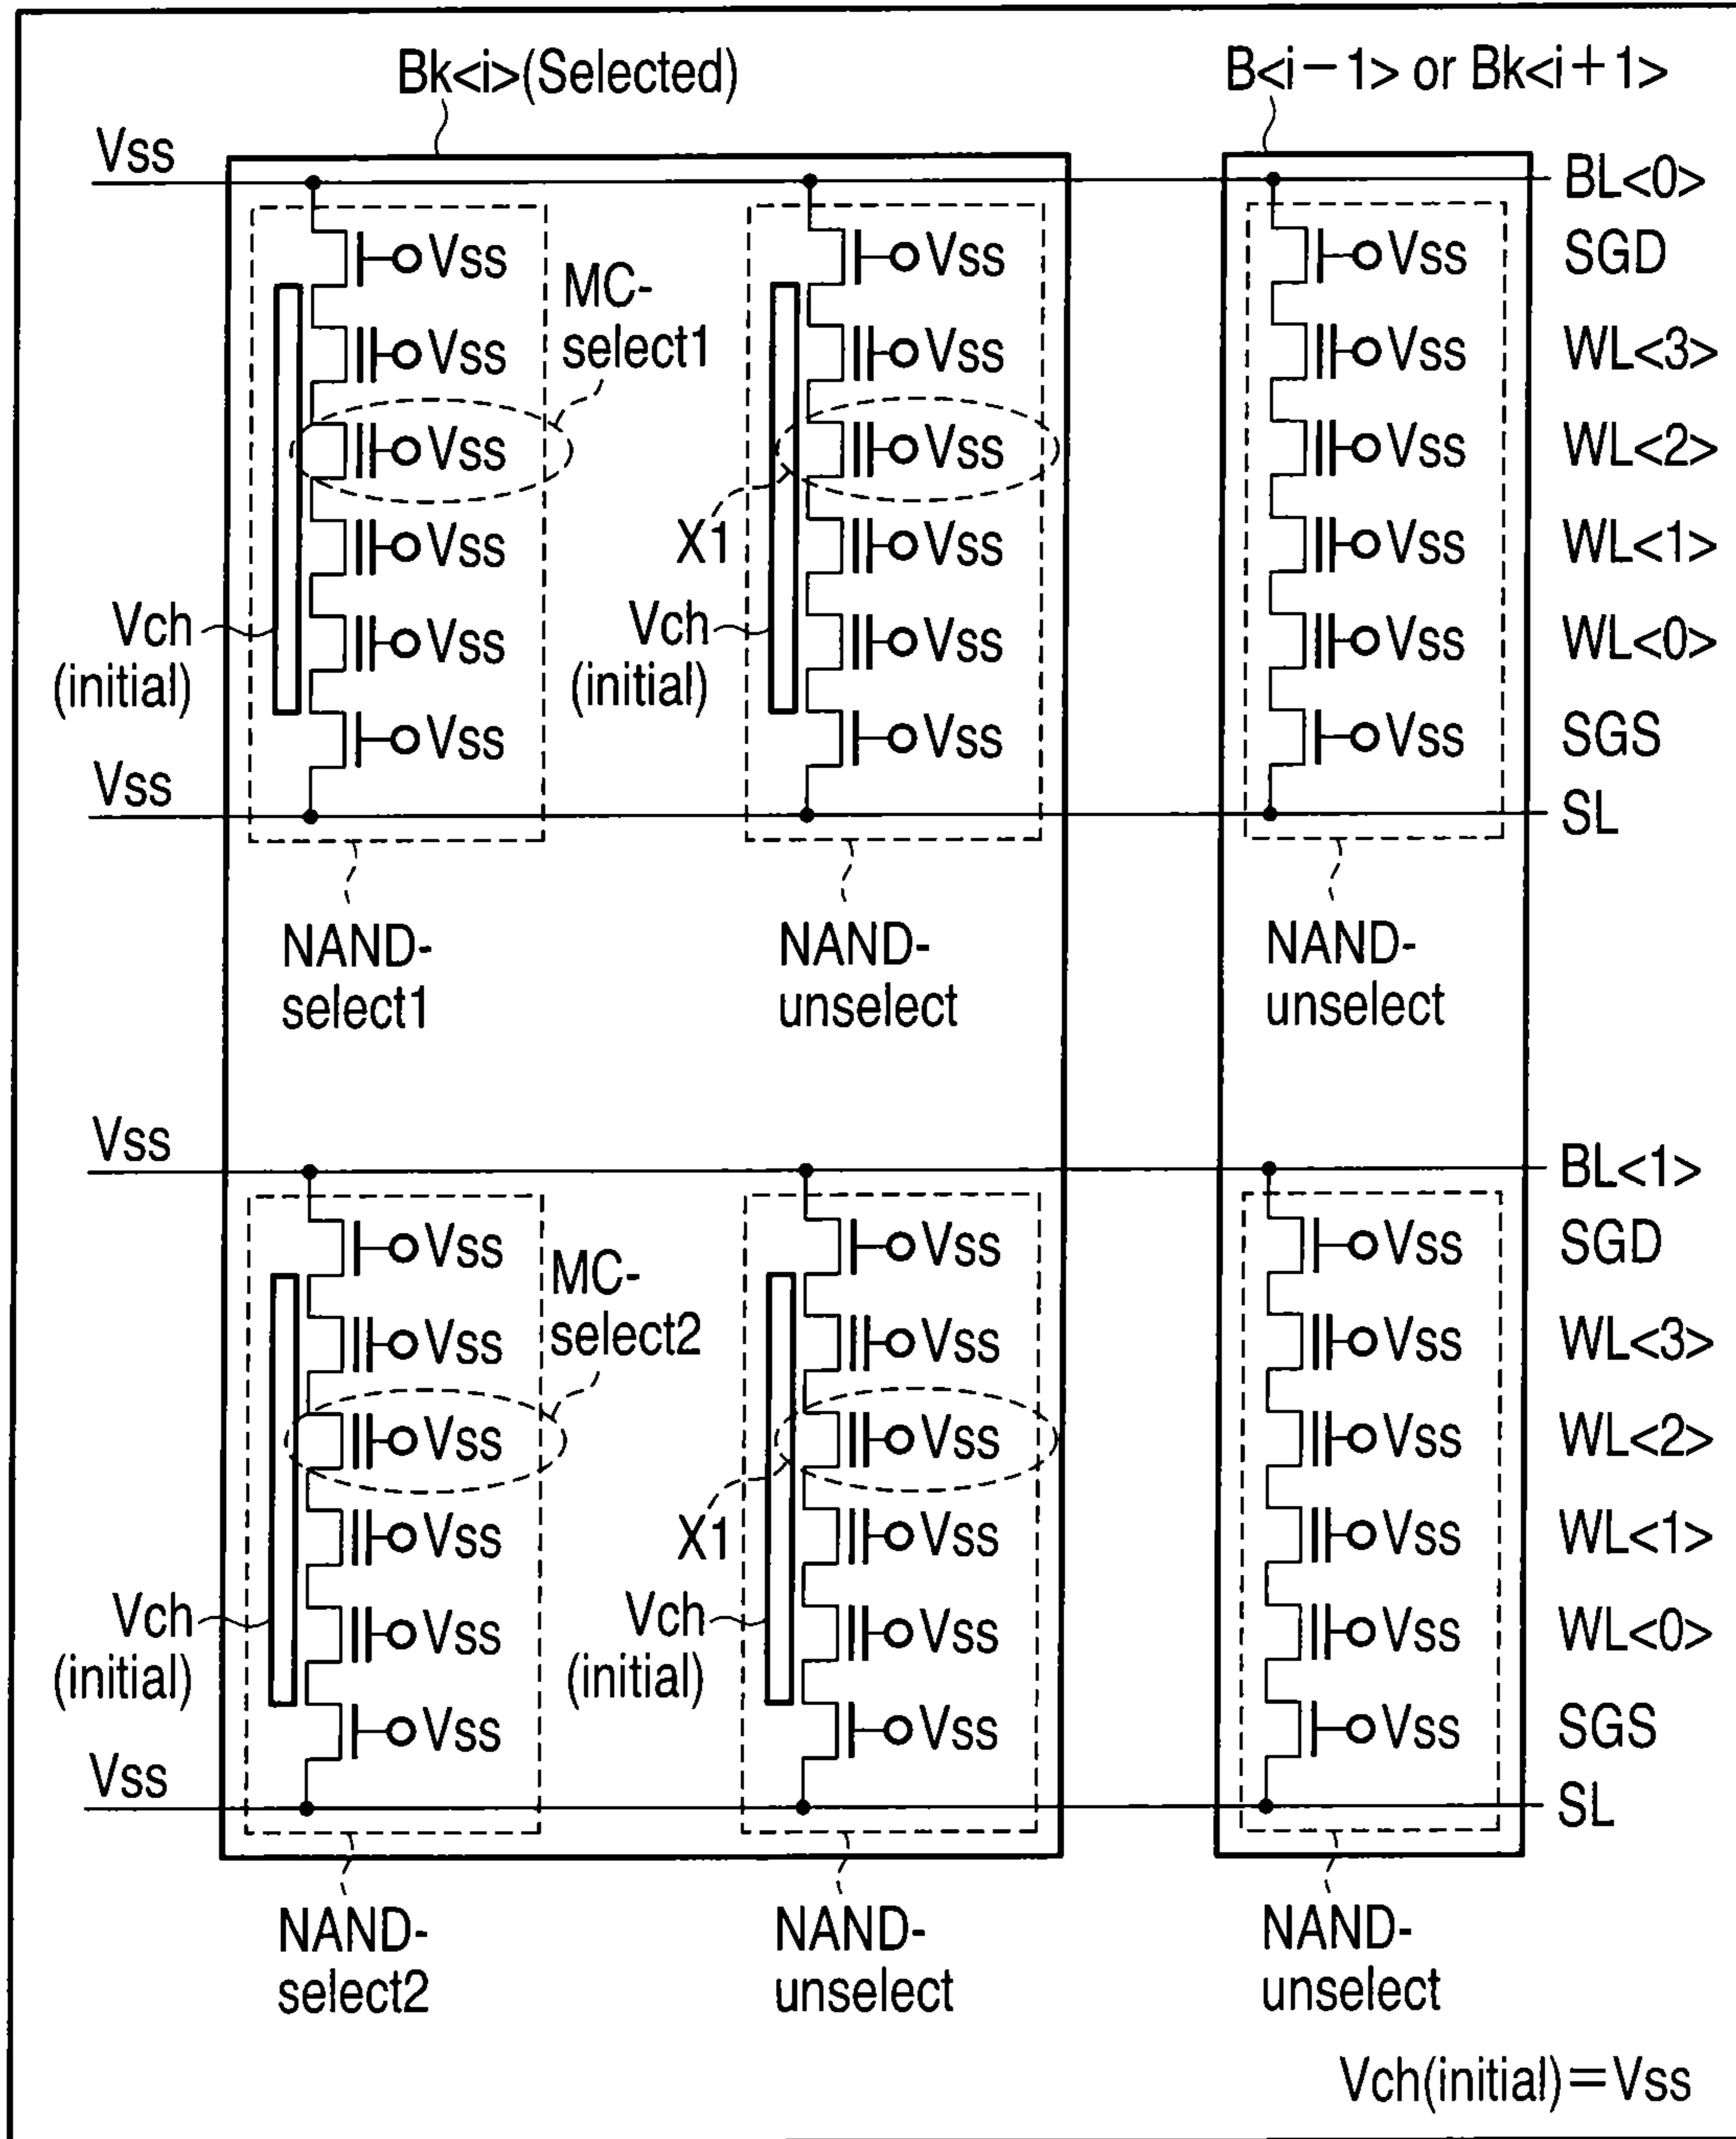 Bk<i>(Selected)
B<i-1> or Bk<i+1>
Vss
BL<0>
Vss
Vss
Vss
SGD
MC-
select1
Vss
Vss
Vss
WL<3>
Vss
Vss
Vss
WL<2>
X1
Vss
Vss
Vss
WL<1>
Vch
(initial)
Vss
Vch
(initial)
Vss
Vss
WL<0>
Vss
Vss
Vss
SGS
Vss
SL
NAND-
select1
NAND-
unselect
NAND-
unselect
Vss
BL<1>
Vss
Vss
Vss
SGD
MC-
select2
Vss
Vss
Vss
WL<3>
Vss
Vss
Vss
WL<2>
X1
Vss
Vss
Vss
WL<1>
Vch
(initial)
Vss
Vch
(initial)
Vss
Vss
WL<0>
Vss
Vss
Vss
SGS
Vss
SL
NAND-
select2
NAND-
unselect
NAND-
unselect
Vch(initial)=Vss